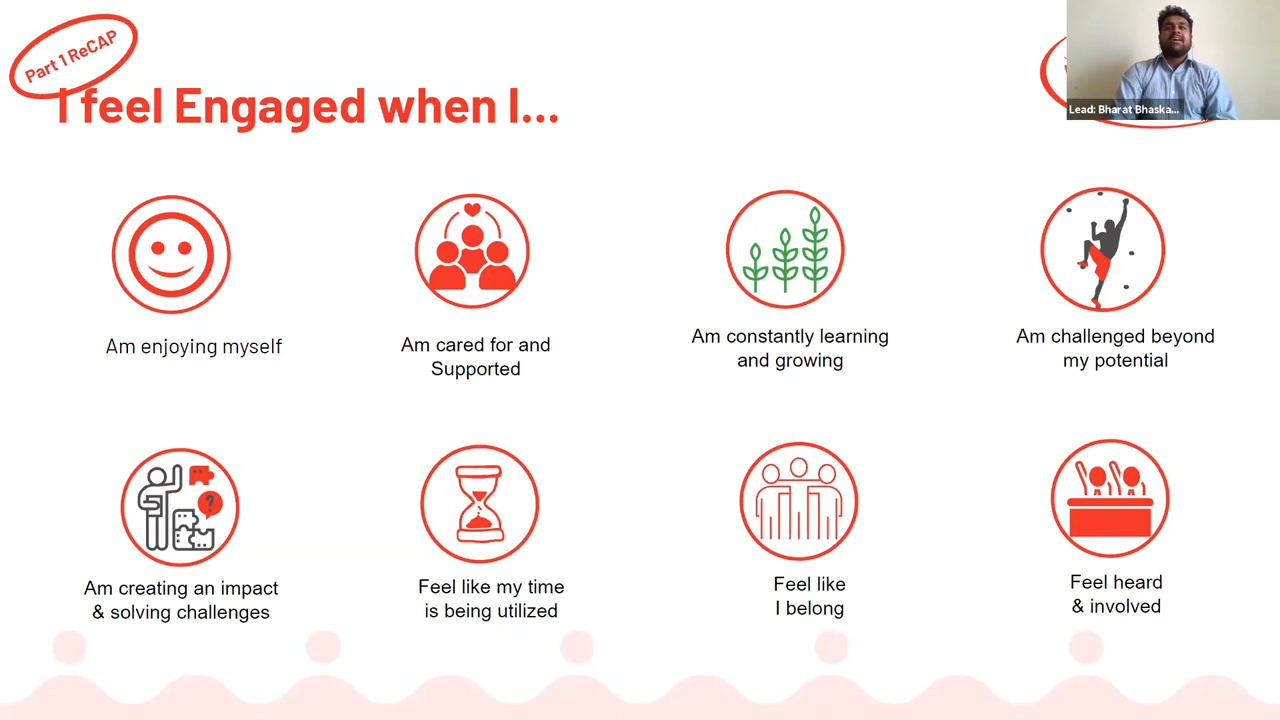 Part 1 ReCAP
I feel Engaged when I...
Lead: Bharat Bhaska...
Am enjoying myself
Am cared for and
Supported
Am constantly learning
and growing
Am challenged beyond
my potential
?
Am creating an impact
& solving challenges
Feel like my time
is being utilized
Feel like
I belong
Feel heard
& involved